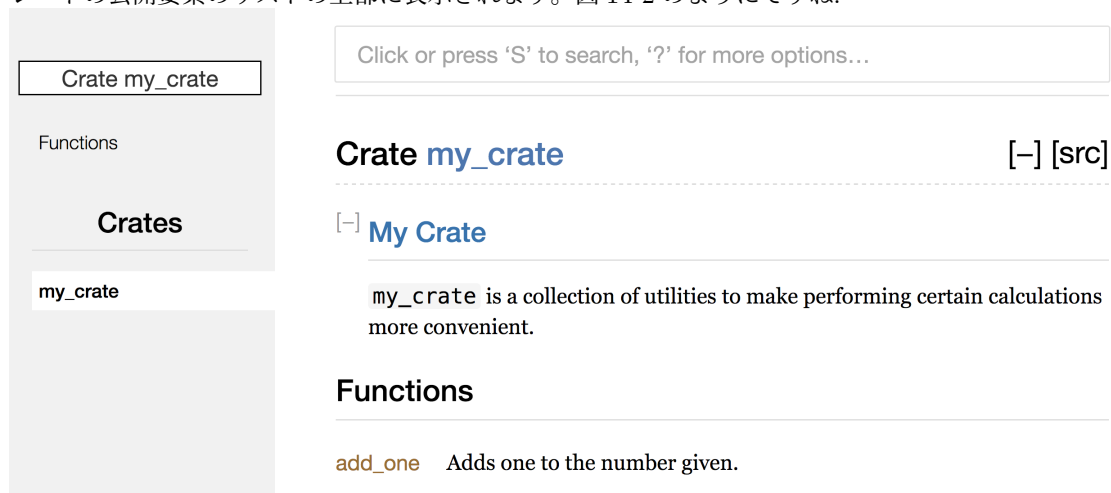 Click or press ‘S’ to search, ‘?’ for more options…
Crate my_crate
Functions
Crates
my_crate
Crate my_crate [−] [src]
[−] My Crate
my_crate is a collection of utilities to make performing certain calculations
more convenient.
Functions
add_one Adds one to the number given.